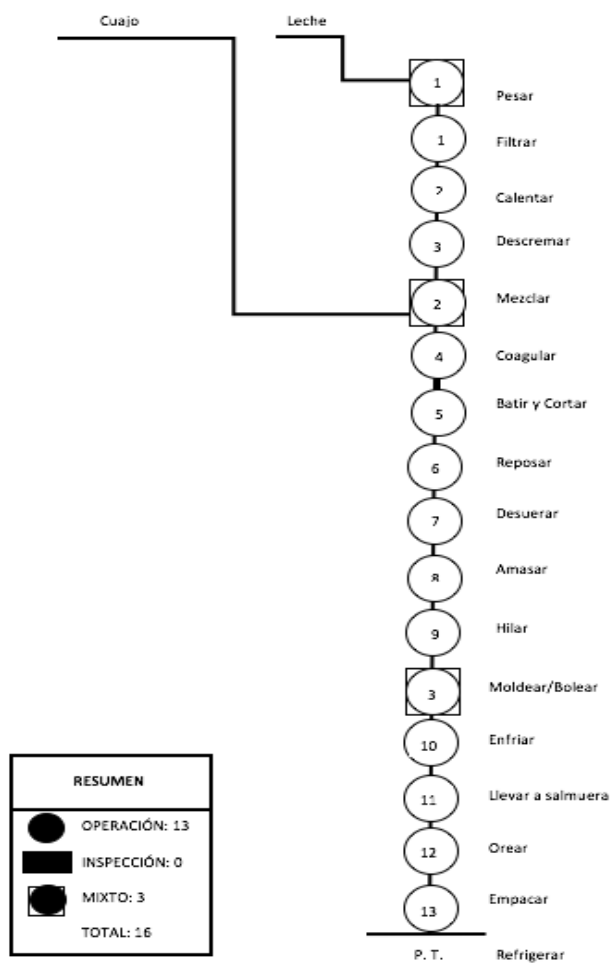 Cuajo
Leche
1 Pesar
1 Filtrar
2 Calentar
3 Descremar
2 Mezclar
4 Coagular
5 Batir y Cortar
6 Reposar
7 Desuerar
8 Amasar
9 Hilar
3 Moldear/Bolear
10 Enfriar
11 Llevar a salmuera
12 Orear
13 Empacar
P. T. Refrigerar
RESUMEN
OPERACIÓN: 13
INSPECCIÓN: 0
MIXTO: 3
TOTAL: 16